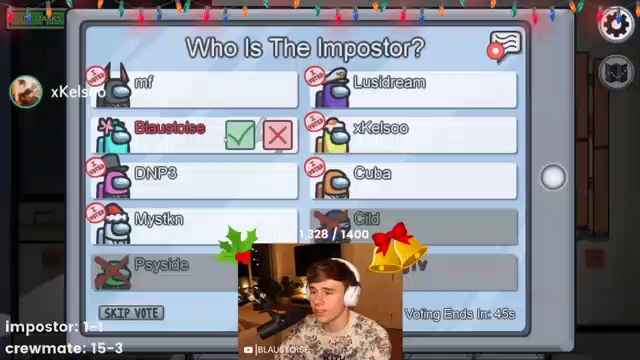 Who Is The Impostor?
mf
Lusidream
xKelsoo
Blaustoise
xKelsoo
DNP3
Cuba
Mystkn
Cild
1,328 / 1400
Psyside
SKIP VOTE
Voting Ends In: 45s
impostor: 1-1
crewmate: 15-3
BLAUSTOISE